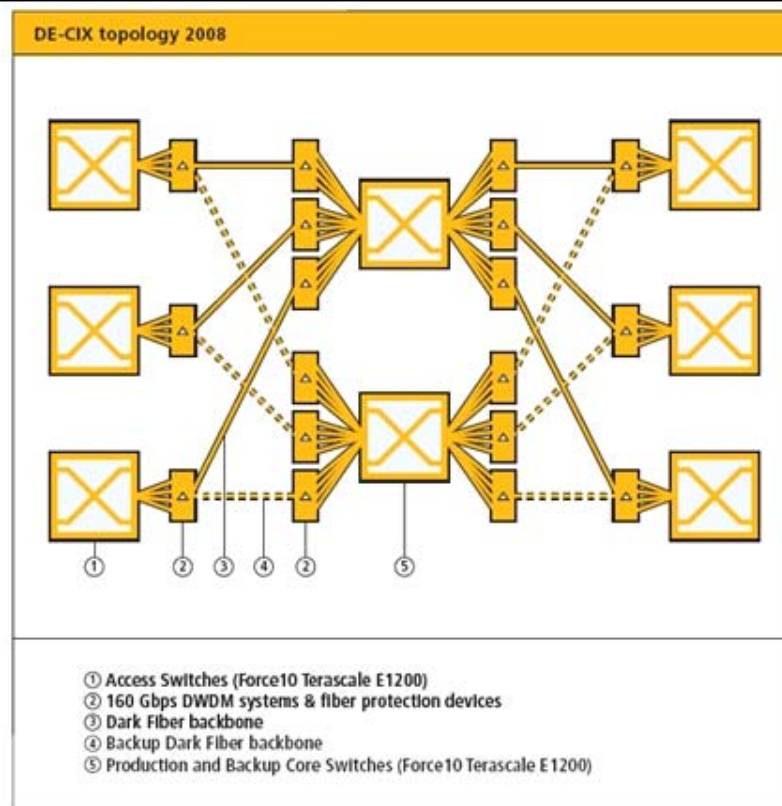 DE-CIX topology 2008
① ② ③ ④ ② ⑤
① Access Switches (Force10 Terascale E1200)
② 160 Gbps DWDM systems & fiber protection devices
③ Dark Fiber backbone
④ Backup Dark Fiber backbone
⑤ Production and Backup Core Switches (Force10 Terascale E1200)